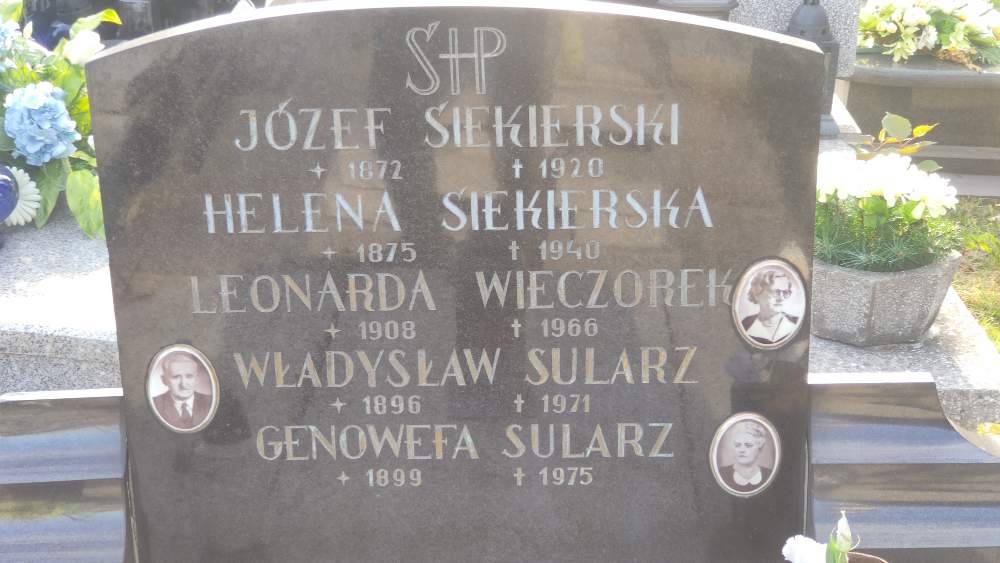 ŚHP
JÓZEF SIEKIERSKI
+ 1872 † 1920
HELENA SIEKIERSKA
+ 1875 † 1940
LEONARDA WIECZOREK
+ 1908 † 1966
WŁADYSŁAW SULARZ
+ 1896 † 1971
GENOWEFA SULARZ
+ 1899 † 1975